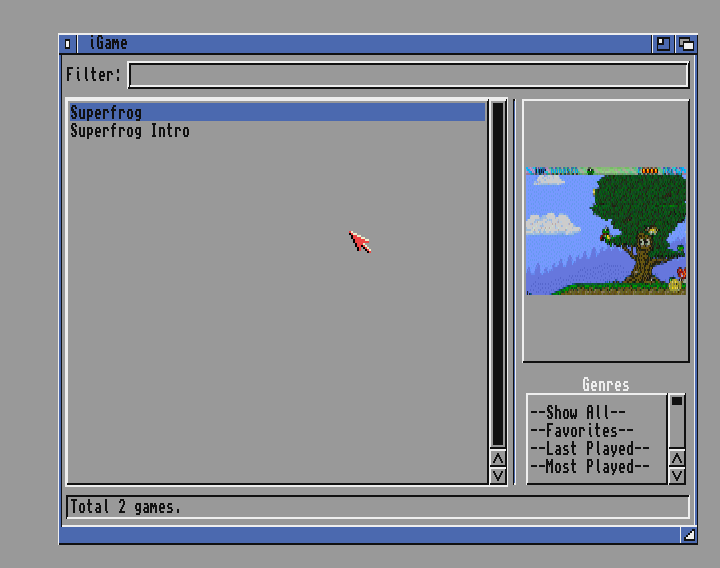 iGame
Filter:
Superfrog
Superfrog Intro
Genres
--Show All--
--Favorites--
--Last Played--
--Most Played--
Total 2 games.